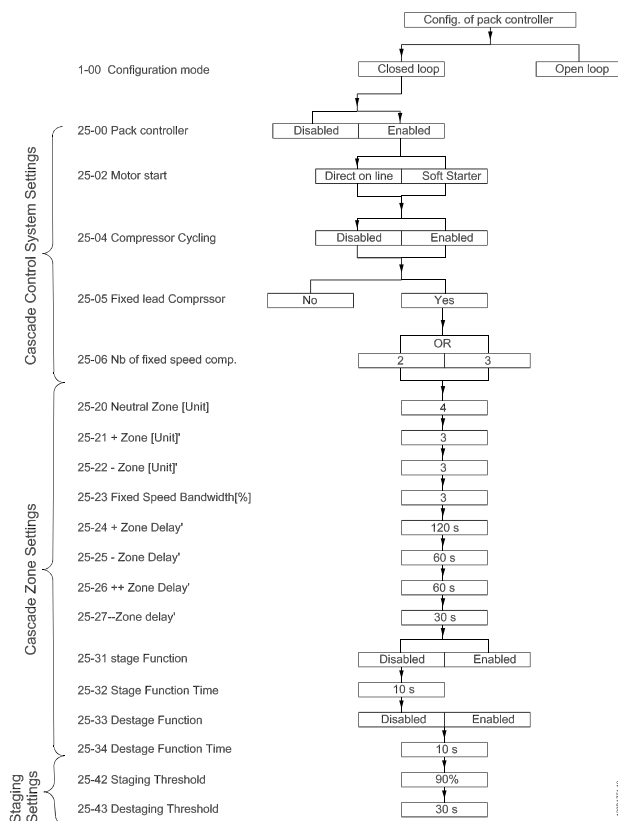 Config. of pack controller
1-00 Configuration mode
Closed loop
Open loop
25-00 Pack controller
Disabled
Enabled
25-02 Motor start
Direct on line
Soft Starter
25-04 Compressor Cycling
Disabled
Enabled
25-05 Fixed lead Comprssor
No
Yes
OR
25-06 Nb of fixed speed comp.
2
3
Cascade Control System Settings
25-20 Neutral Zone [Unit]
4
25-21 + Zone [Unit]'
3
25-22 - Zone [Unit]'
3
25-23 Fixed Speed Bandwidth[%]
3
25-24 + Zone Delay'
120 s
25-25 - Zone Delay'
60 s
25-26 ++ Zone Delay'
60 s
25-27--Zone delay'
30 s
25-31 stage Function
Disabled
Enabled
25-32 Stage Function Time
10 s
25-33 Destage Function
Disabled
Enabled
25-34 Destage Function Time
10 s
Cascade Zone Settings
25-42 Staging Threshold
90%
25-43 Destaging Threshold
30 s
Staging
Settings